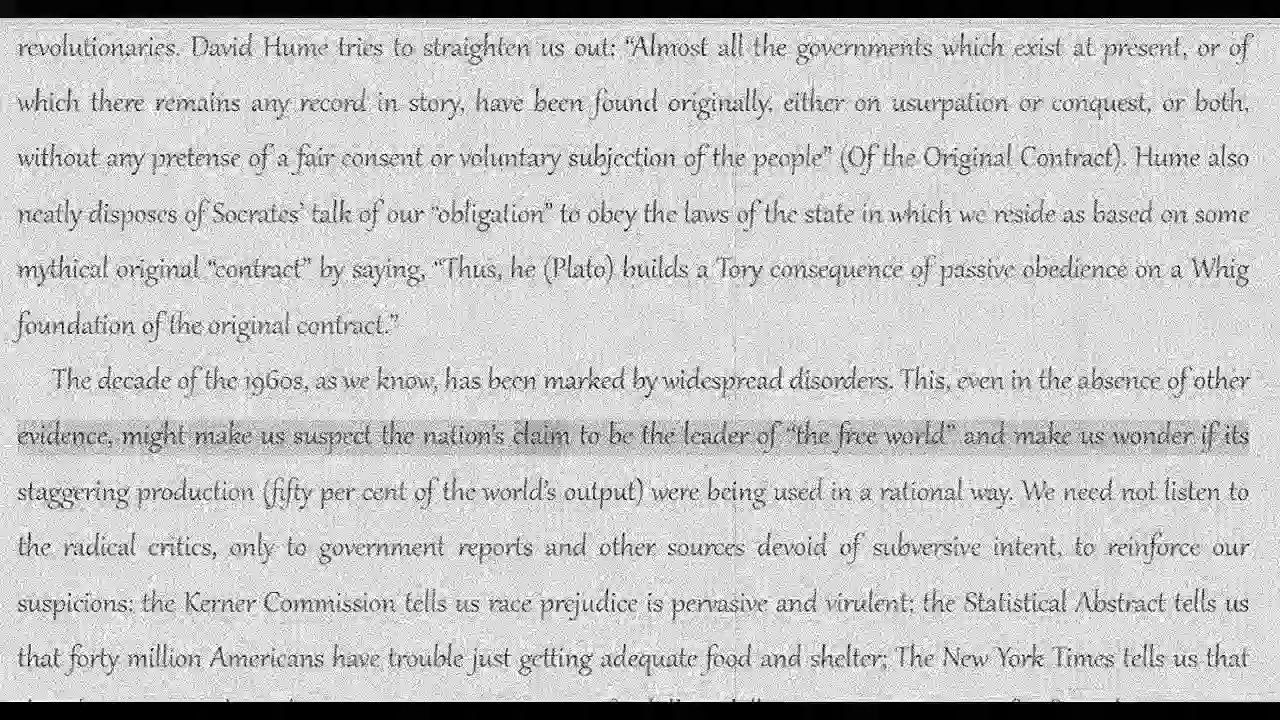 revolutionaries. David Hume tries to straighten us out: “Almost all the governments which exist at present, or of
which there remains any record in story, have been found originally, either on usurpation or conquest, or both,
without any pretense of a fair consent or voluntary subjection of the people” (Of the Original Contract). Hume also
neatly disposes of Socrates’ talk of our “obligation” to obey the laws of the state in which we reside as based on some
mythical original “contract” by saying, “Thus, he (Plato) builds a Tory consequence of passive obedience on a Whig
foundation of the original contract.”
The decade of the 1960s, as we know, has been marked by widespread disorders. This, even in the absence of other
evidence, might make us suspect the nation’s claim to be the leader of “the free world” and make us wonder if its
staggering production (fifty per cent of the world’s output) were being used in a rational way. We need not listen to
the radical critics, only to government reports and other sources devoid of subversive intent, to reinforce our
suspicions: the Kerner Commission tells us race prejudice is pervasive and virulent; the Statistical Abstract tells us
that forty million Americans have trouble just getting adequate food and shelter; The New York Times tells us that